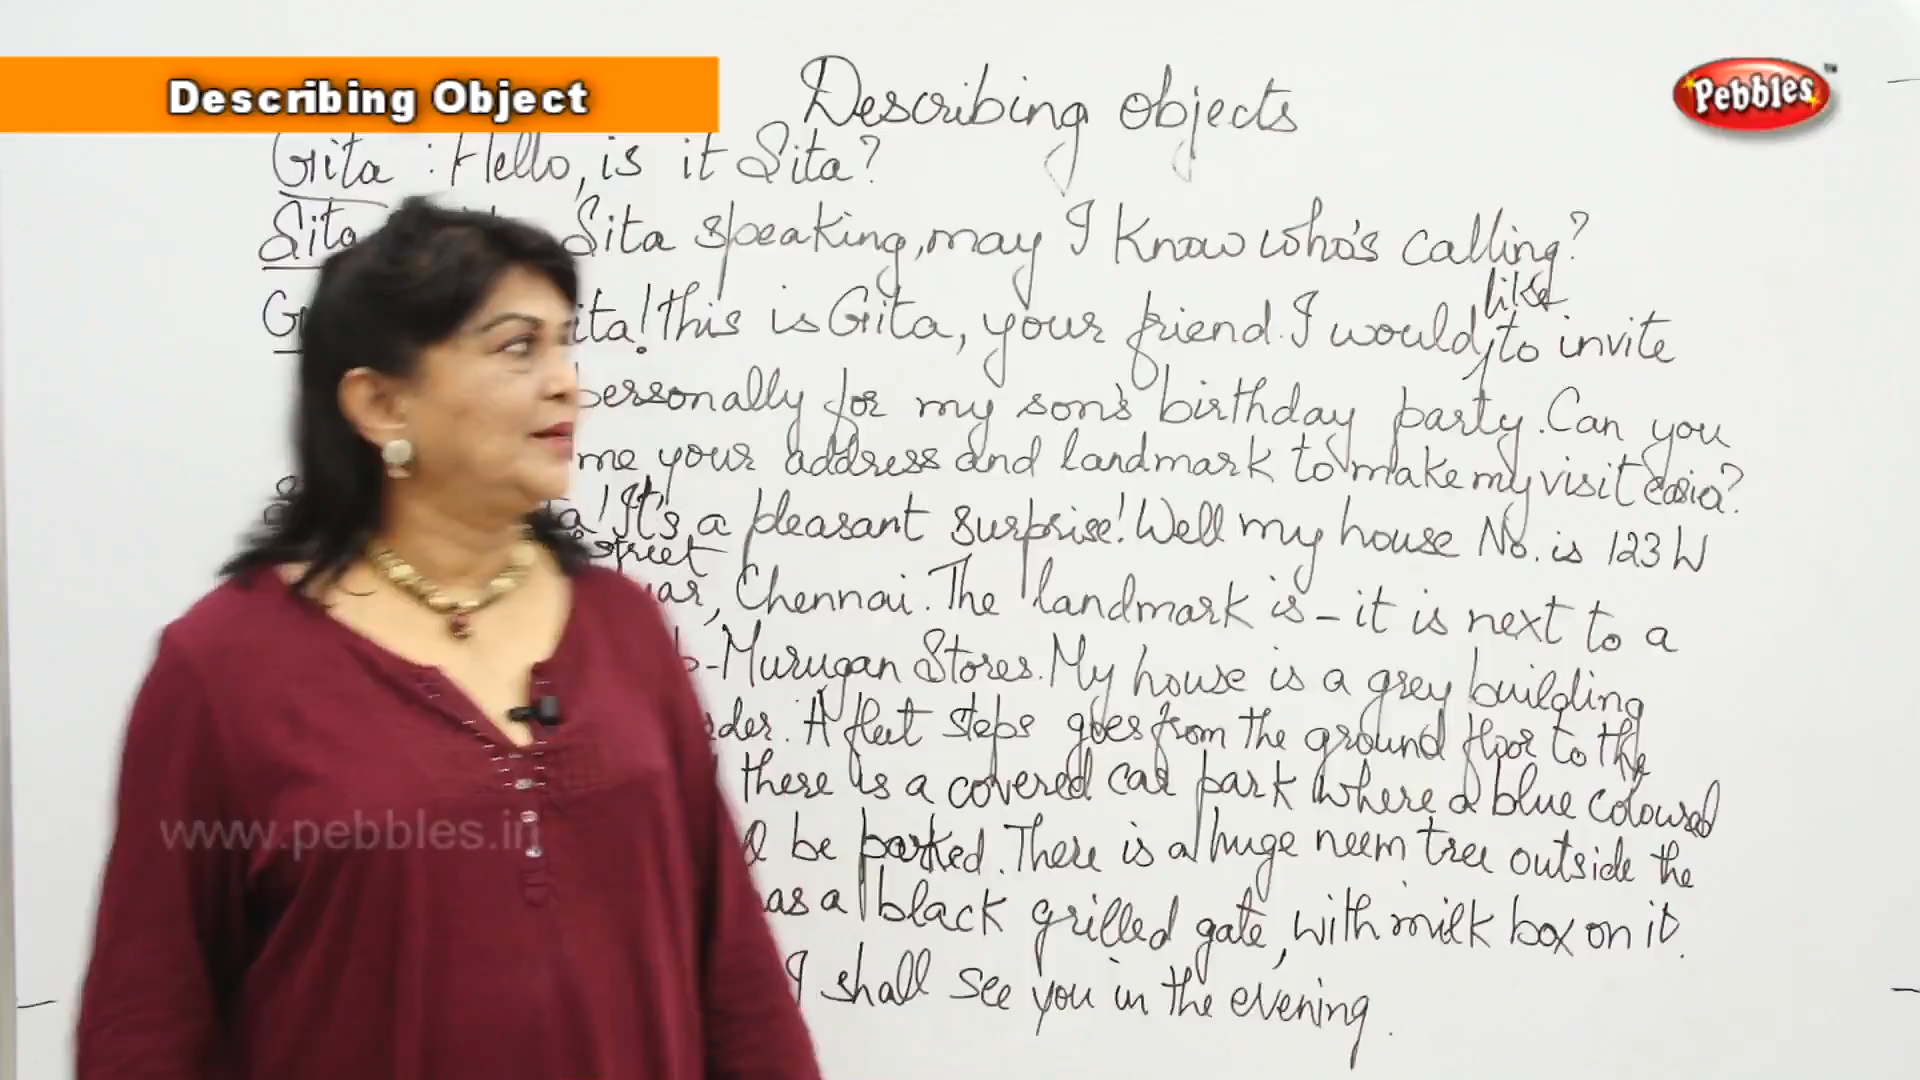 Describing Object
Describing objects
Pebbles™
Gita : Hello, is it Sita?
Sita Sita speaking, may I know who's calling?
like
This is Gita, your friend. I would to invite
personally for my son's birthday party. Can you
me your address and landmark to make my visit
It's a pleasant surprise! Well my house No. is 123 W
street
Chennai. The landmark is – it is next to a
Murugan Stores. My house is a grey building
A fleet steps goes from the ground floor to the
there is a covered car park where a blue coloured
be parked. There is a huge neem tree outside the
as a black grilled gate, with milk box on it.
I shall see you in the evening.
www.pebbles.in